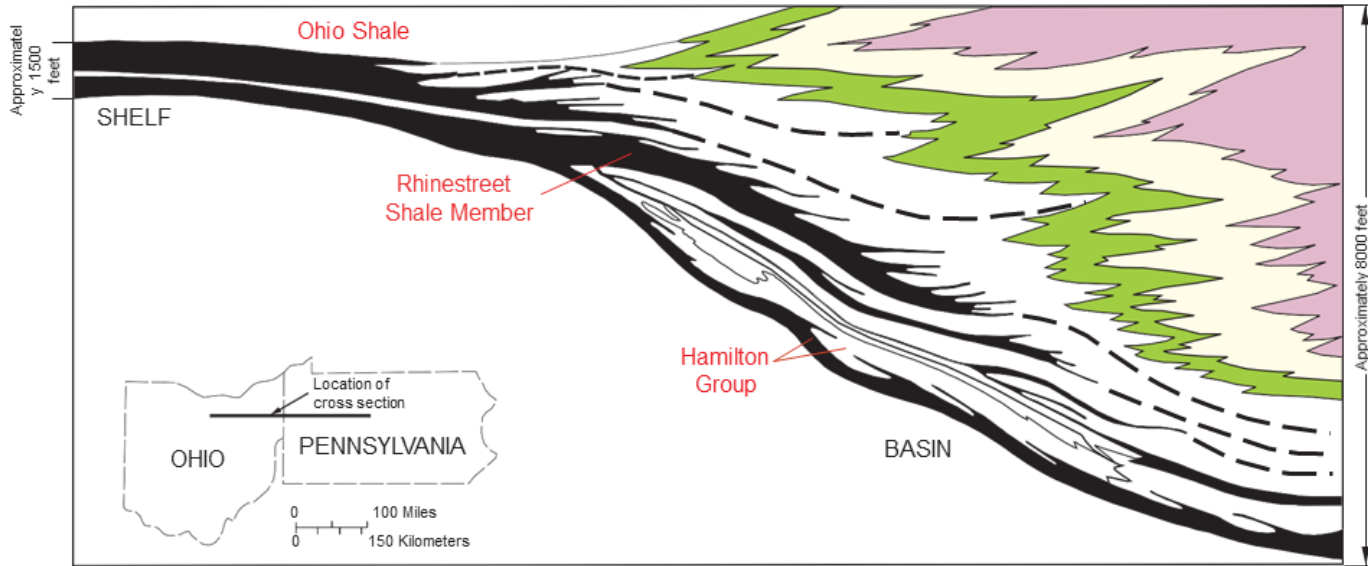 Ohio Shale
Approximatel
y 1500
feet
SHELF
Rhinestreet
Shale Member
Approximately 8000 feet
Hamilton
Group
Location of
cross section
BASIN
OHIO
PENNSYLVANIA
0 100 Miles
0 150 Kilometers